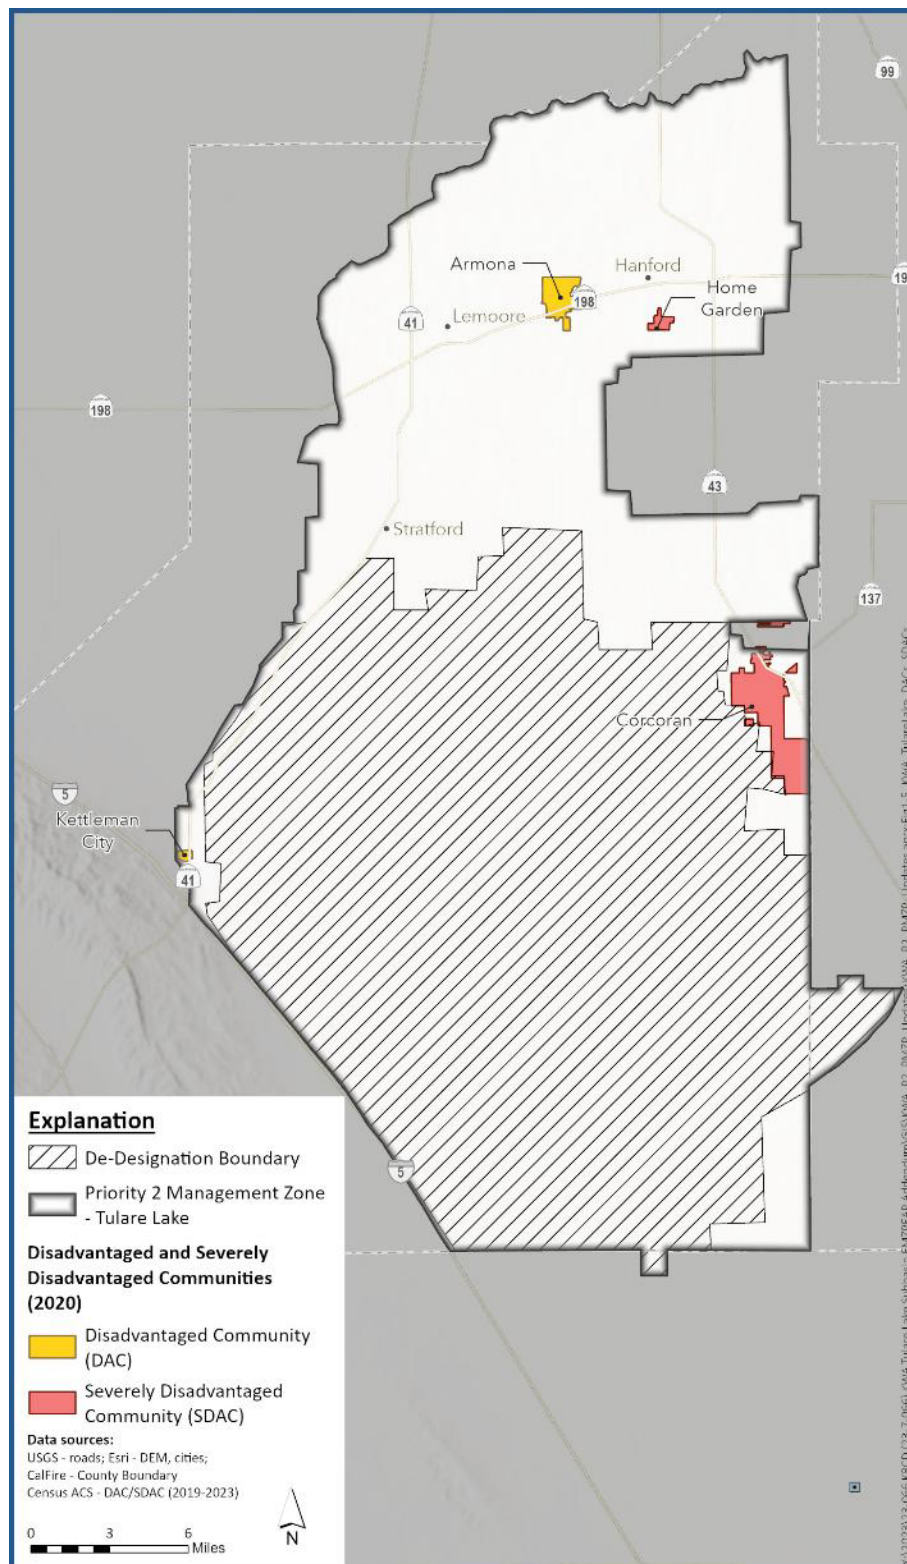 99
Armona
Hanford
198
Home
Garden
198
Lemoore
41
198
43
Stratford
137
Corcoran
5
Kettleman
City
41
5
Explanation
De-Designation Boundary
Priority 2 Management Zone
- Tulare Lake
Disadvantaged and Severely
Disadvantaged Communities
(2020)
Disadvantaged Community
(DAC)
Severely Disadvantaged
Community (SDAC)
Data sources:
USGS - roads; Esri - DEM, cities;
CalFire - County Boundary
Census ACS - DAC/SDAC (2019-2023)
0 3 6
Miles
N